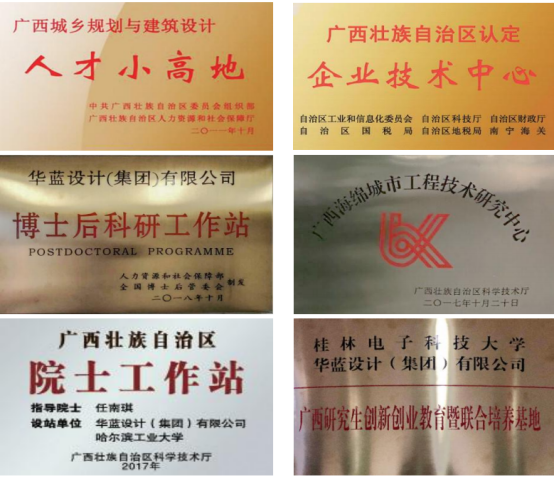 广西城乡规划与建筑设计
人才小高地
中共广西壮族自治区委员会组织部
广西壮族自治区人力资源和社会保障厅
二〇一一年十月
广西壮族自治区认定
企业技术中心
自治区工业和信息化委员会 自治区科技厅 自治区财政厅
自治区国税局 自治区地税局 南宁海关
华蓝设计(集团)有限公司
博士后科研工作站
POSTDOCTORAL PROGRAMME
人力资源和社会保障部
全国博士后管委会 制发
二〇一八年十月
广西海绵城市工程技术研究中心
广西壮族自治区科学技术厅
二〇一七年十月二十日
广西壮族自治区
院士工作站
指导院士 任南琪
设站单位 华蓝设计（集团）有限公司
哈尔滨工业大学
广西壮族自治区科学技术厅
2017年
桂林电子科技大学
华蓝设计（集团）有限公司
广西研究生创新创业教育暨联合培养基地